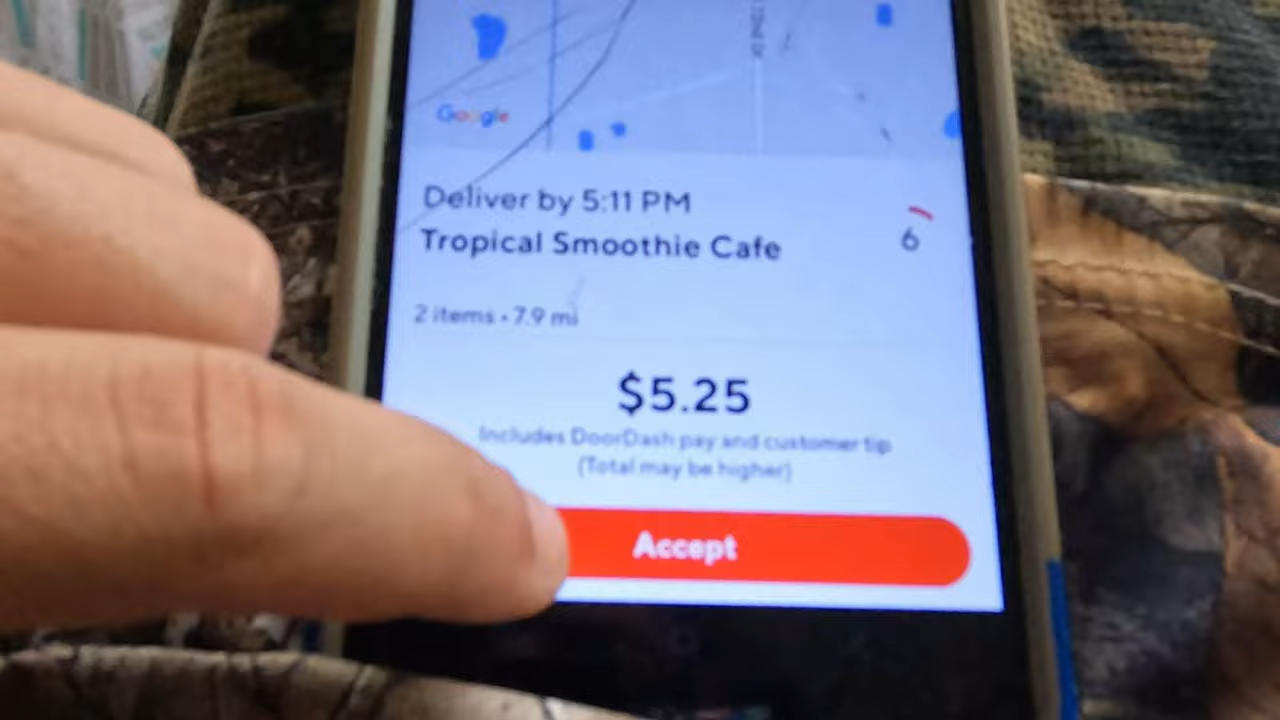 Google
Deliver by 5:11 PM
Tropical Smoothie Cafe
6
2 items • 7.9 mi
$5.25
Includes DoorDash pay and customer tip
(Total may be higher)
Accept